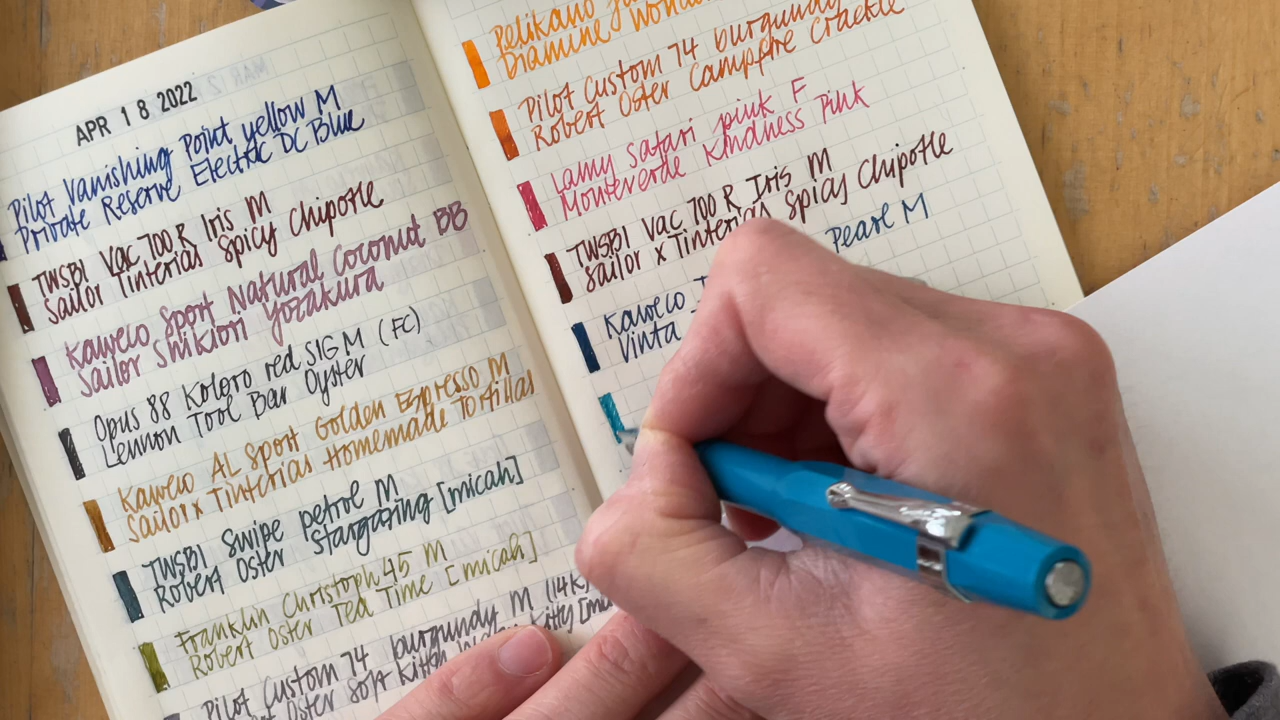 APR 18 2022
Pilot Vanishing Point yellow M
Private Reserve Electric DC Blue
TWSBI Vac 700 R Iris M
Sailor Tinterias Spicy Chipotle
Kaweco Sport Natural Coconut BB
Sailor Shikiori Yozakura
Opus 88 Koloro red SIG M (FC)
Lennon Tool Bar Oyster
Kaweco AL Sport Golden Espresso M
Sailor x Tinterias Homemade Tortillas
TWSBI Swipe petrol M
Robert Oster Stargazing [micah]
Franklin Christoph 45 M
Robert Oster Tea Time [micah]
Pilot Custom 74 burgundy M (14K)
Oster Soft
Pelikano
Diamine
Pilot Custom 74 burgundy
Robert Oster Campfire Crackle
Lamy Safari pink F
Monteverde Kindness Pink
TWSBI Vac 700 R Iris M
Sailor x Tinterias Spicy Chipotle
Kaweco Pearl M
Vinta